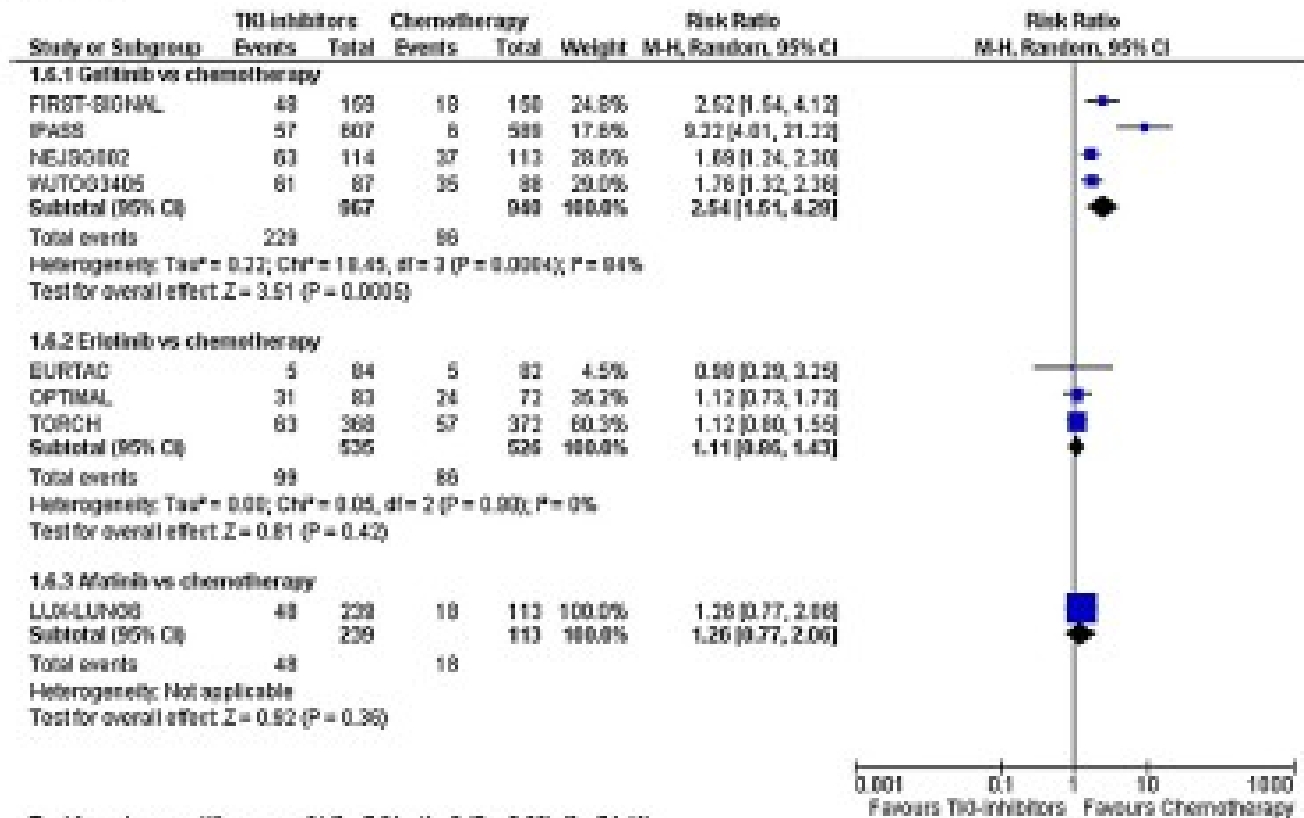 TKI-inhibitors Chemotherapy Risk Ratio Risk Ratio
Study or Subgroup Events Total Events Total Weight M-H, Random, 95% CI M-H, Random, 95% CI
1.6.1 Gefitinib vs chemotherapy
FIRST-SIGNAL 49 159 18 150 24.8% 2.62 [1.54, 4.12]
IPASS 57 607 6 589 17.6% 9.22 [4.01, 21.22]
NEJSG002 63 114 37 113 28.6% 1.69 [1.24, 2.30]
WJTOG3405 61 87 35 88 29.0% 1.76 [1.32, 2.36]
Subtotal (95% CI) 967 940 100.0% 2.54 [1.51, 4.29]
Total events 229 96
Heterogeneity: Tau² = 0.22; Chi² = 18.45, df = 3 (P = 0.0004); I² = 84%
Test for overall effect: Z = 3.51 (P = 0.0005)
1.6.2 Erlotinib vs chemotherapy
EURTAC 5 84 5 82 4.5% 0.98 [0.29, 3.25]
OPTIMAL 31 83 24 72 35.2% 1.12 [0.73, 1.72]
TORCH 63 368 57 372 60.3% 1.12 [0.80, 1.55]
Subtotal (95% CI) 535 526 100.0% 1.11 [0.86, 1.43]
Total events 99 86
Heterogeneity: Tau² = 0.00; Chi² = 0.05, df = 2 (P = 0.98); I² = 0%
Test for overall effect: Z = 0.81 (P = 0.42)
1.6.3 Afatinib vs chemotherapy
LUX-LUNG6 48 239 18 113 100.0% 1.26 [0.77, 2.06]
Subtotal (95% CI) 239 113 100.0% 1.26 [0.77, 2.06]
Total events 48 18
Heterogeneity: Not applicable
Test for overall effect: Z = 0.92 (P = 0.36)
0.001 0.1 1 10 1000
Favours TKI-inhibitors Favours Chemotherapy